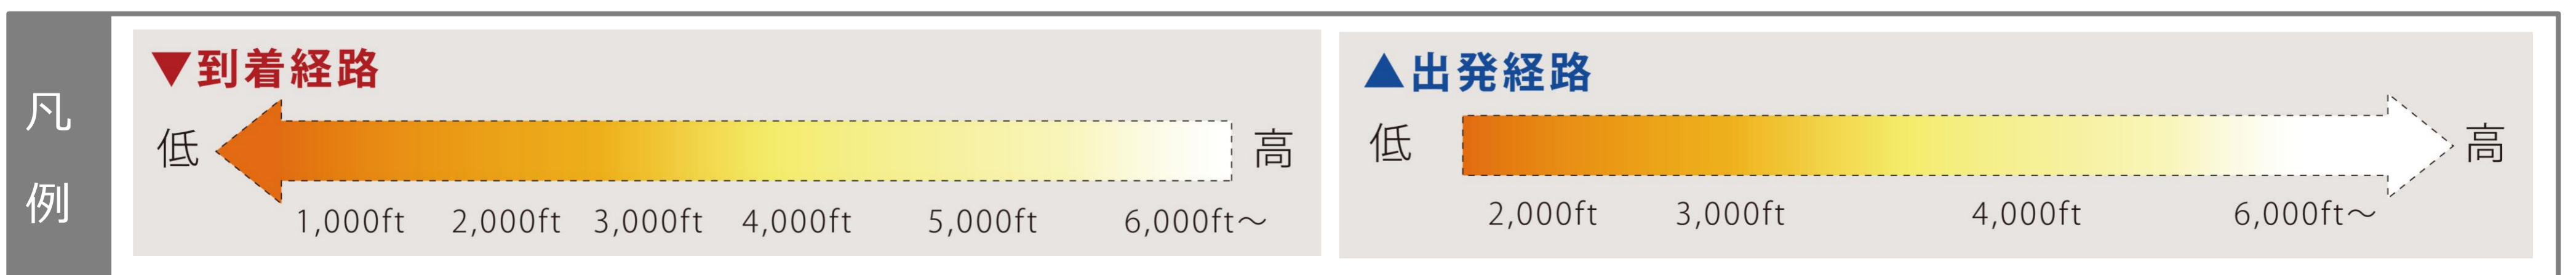 凡例
▼到着経路
低
高
1,000ft 2,000ft 3,000ft 4,000ft 5,000ft 6,000ft～
▲出発経路
低
高
2,000ft 3,000ft 4,000ft 6,000ft～